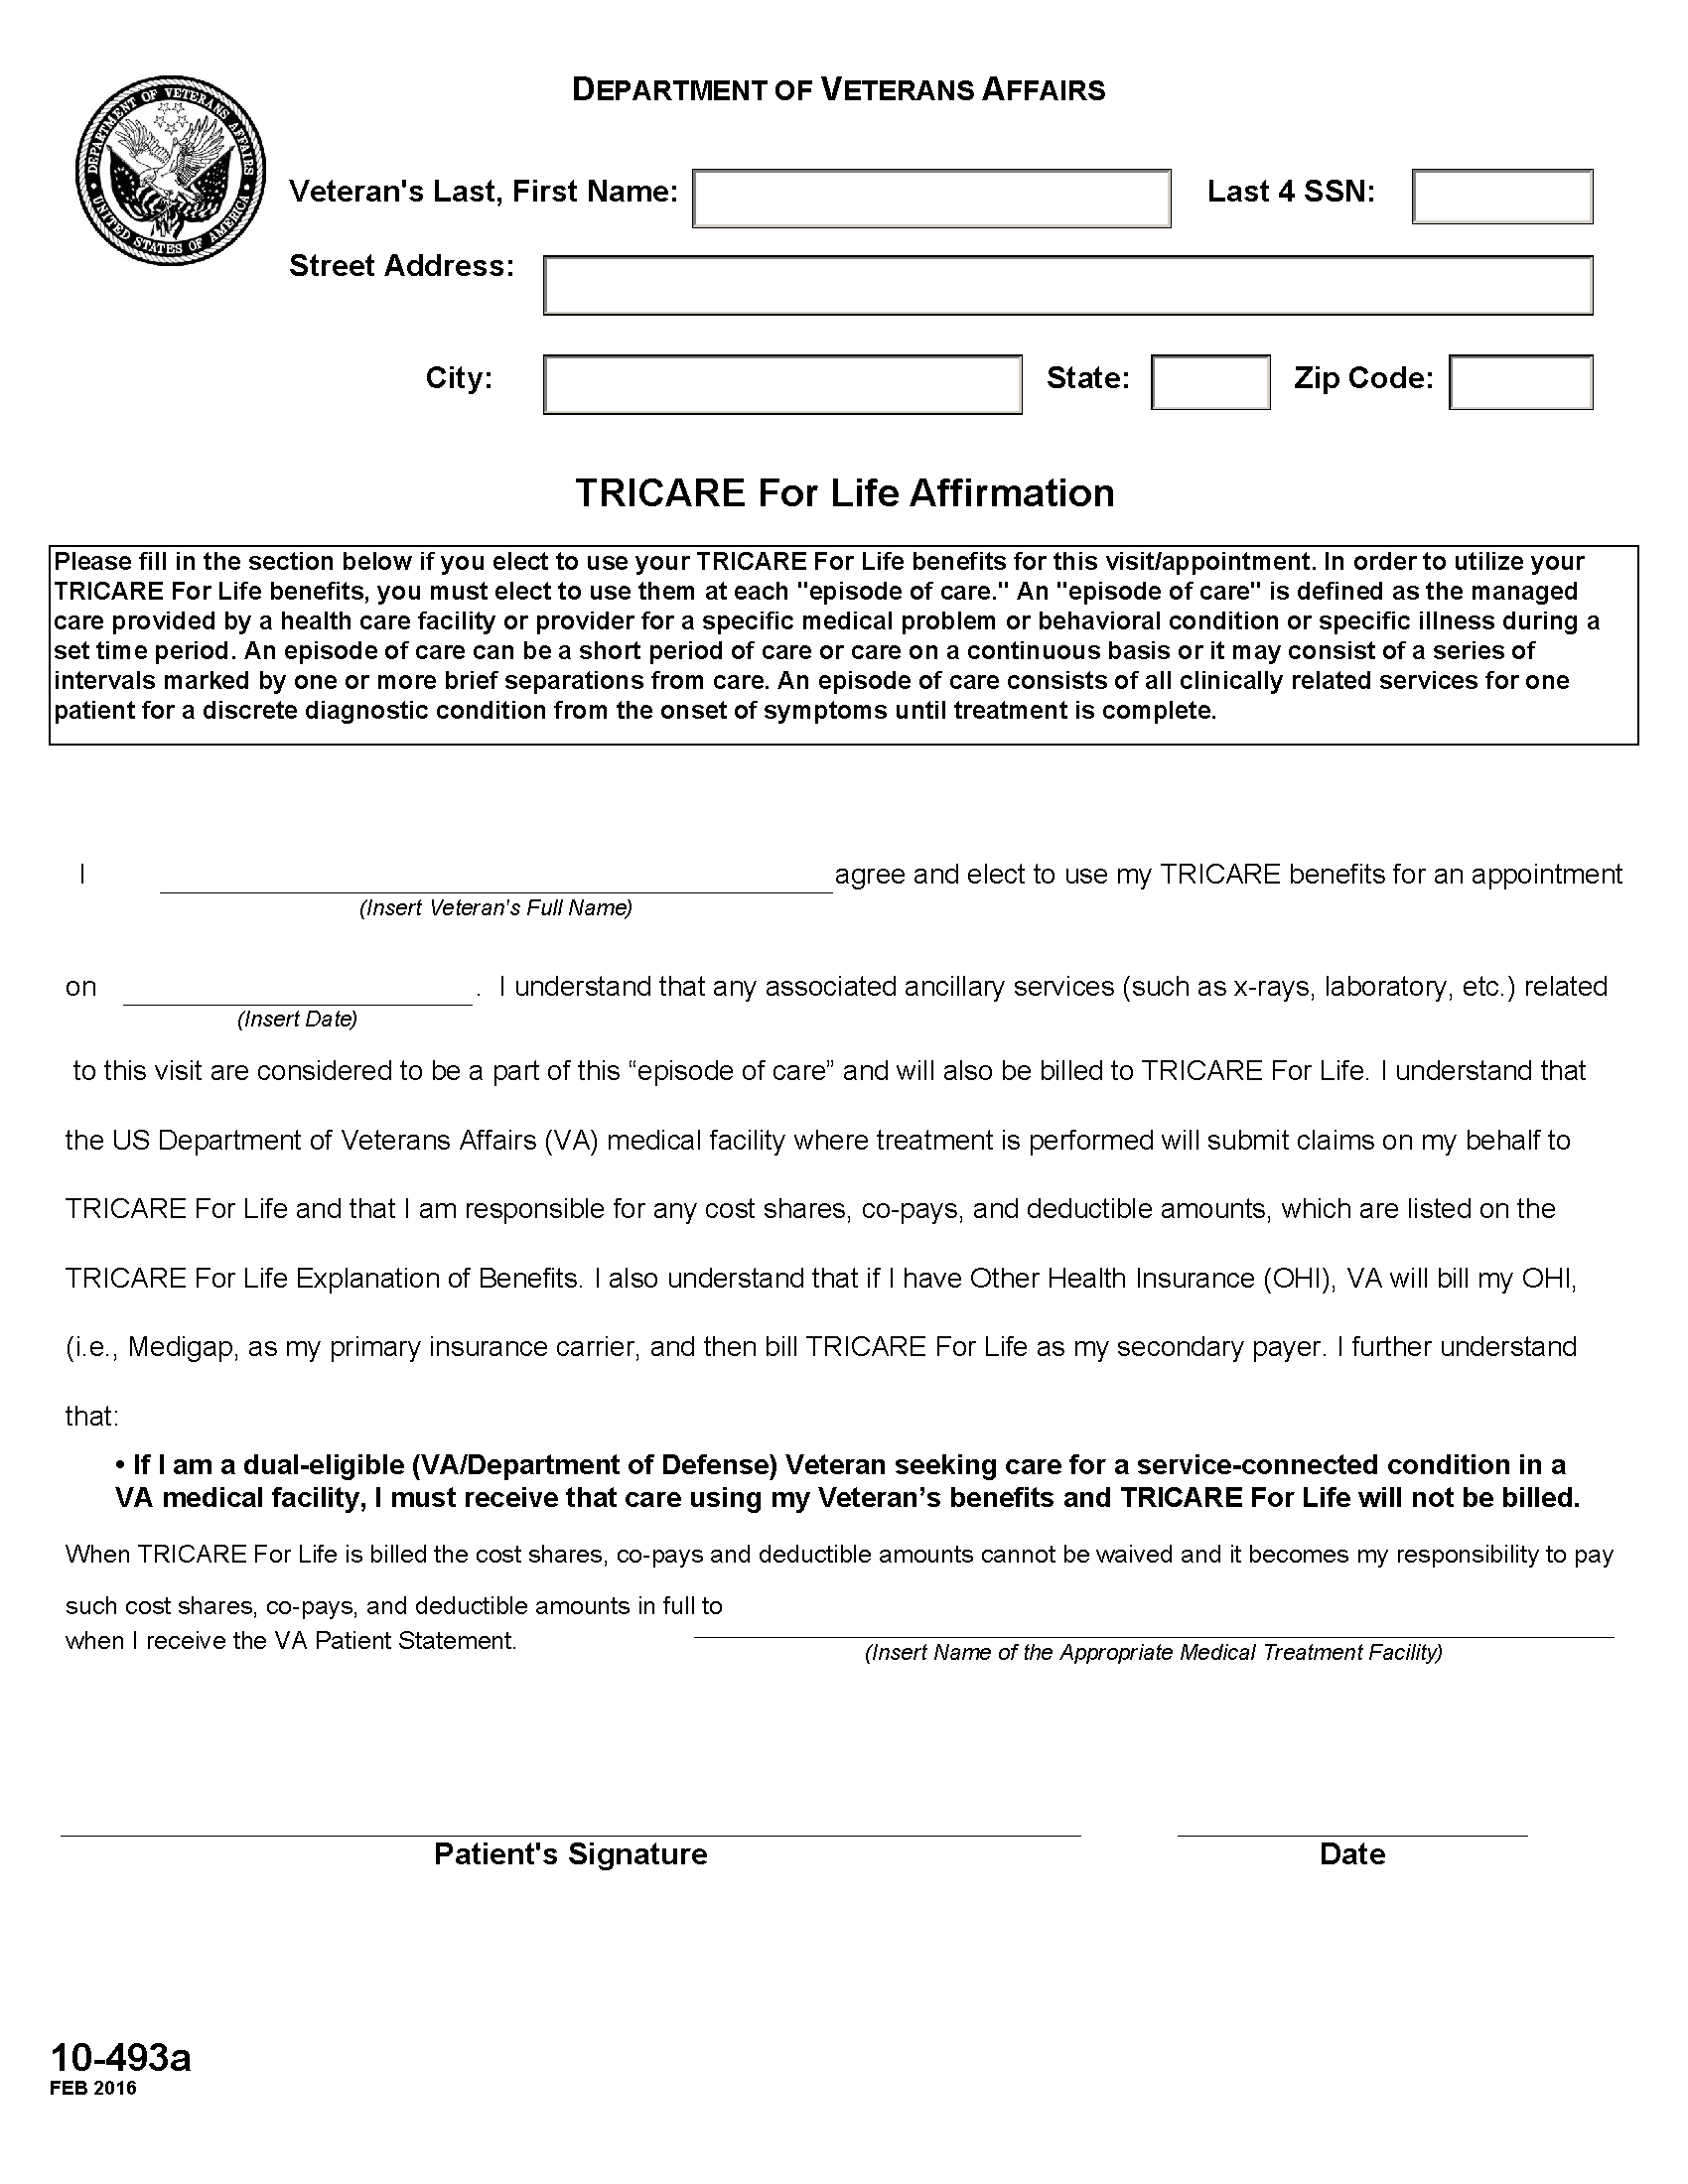 DEPARTMENT OF VETERANS AFFAIRS
DEPARTMENT OF VETERANS AFFAIRS
UNITED STATES OF AMERICA
Veteran's Last, First Name:
Last 4 SSN:
Street Address:
City:
State:
Zip Code:
TRICARE For Life Affirmation
Please fill in the section below if you elect to use your TRICARE For Life benefits for this visit/appointment. In order to utilize your
TRICARE For Life benefits, you must elect to use them at each "episode of care." An "episode of care" is defined as the managed
care provided by a health care facility or provider for a specific medical problem or behavioral condition or specific illness during a
set time period. An episode of care can be a short period of care or care on a continuous basis or it may consist of a series of
intervals marked by one or more brief separations from care. An episode of care consists of all clinically related services for one
patient for a discrete diagnostic condition from the onset of symptoms until treatment is complete.
I agree and elect to use my TRICARE benefits for an appointment
(Insert Veteran's Full Name)
on . I understand that any associated ancillary services (such as x-rays, laboratory, etc.) related
(Insert Date)
to this visit are considered to be a part of this “episode of care” and will also be billed to TRICARE For Life. I understand that
the US Department of Veterans Affairs (VA) medical facility where treatment is performed will submit claims on my behalf to
TRICARE For Life and that I am responsible for any cost shares, co-pays, and deductible amounts, which are listed on the
TRICARE For Life Explanation of Benefits. I also understand that if I have Other Health Insurance (OHI), VA will bill my OHI,
(i.e., Medigap, as my primary insurance carrier, and then bill TRICARE For Life as my secondary payer. I further understand
that:
• If I am a dual-eligible (VA/Department of Defense) Veteran seeking care for a service-connected condition in a
VA medical facility, I must receive that care using my Veteran’s benefits and TRICARE For Life will not be billed.
When TRICARE For Life is billed the cost shares, co-pays and deductible amounts cannot be waived and it becomes my responsibility to pay
such cost shares, co-pays, and deductible amounts in full to
when I receive the VA Patient Statement.
(Insert Name of the Appropriate Medical Treatment Facility)
Patient's Signature
Date
10-493a
FEB 2016